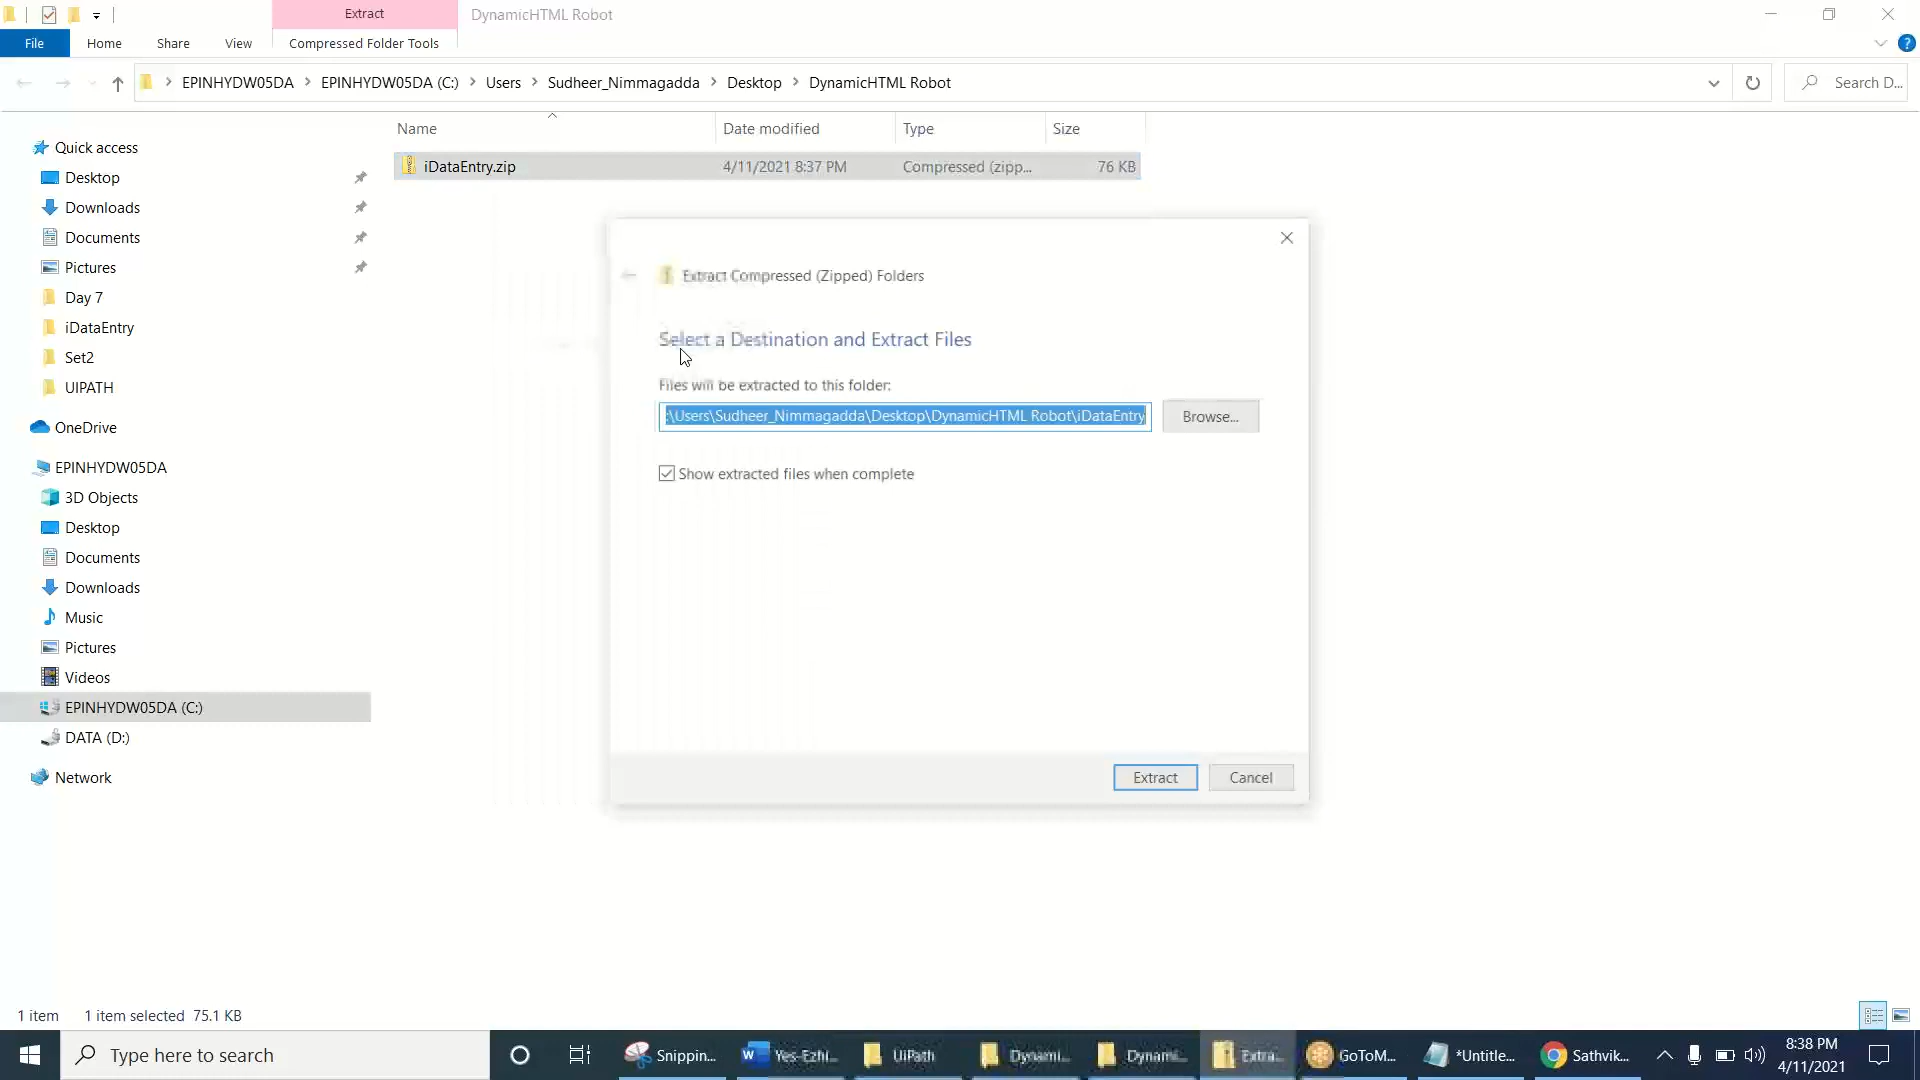 Extract
DynamicHTML Robot
File
Home
Share
View
Compressed Folder Tools
EPINHYDW05DA
EPINHYDW05DA (C:)
Users
Sudheer_Nimmagadda
Desktop
DynamicHTML Robot
Search D...
Name
Date modified
Type
Size
iDataEntry.zip
4/11/2021 8:37 PM
Compressed (zipp...
76 KB
Quick access
Desktop
Downloads
Documents
Pictures
Day 7
iDataEntry
Set2
UIPATH
OneDrive
EPINHYDW05DA
3D Objects
Desktop
Documents
Downloads
Music
Pictures
Videos
EPINHYDW05DA (C:)
DATA (D:)
Network
Extract Compressed (Zipped) Folders
Select a Destination and Extract Files
Files will be extracted to this folder:
:\Users\Sudheer_Nimmagadda\Desktop\DynamicHTML Robot\iDataEntry
Browse...
Show extracted files when complete
Extract
Cancel
1 item
1 item selected 75.1 KB
Type here to search
Snippin...
Yes-Ezhi...
UiPath
Dynami...
Dynami...
Extra...
GoToM...
*Untitle...
Sathvik...
8:38 PM
4/11/2021